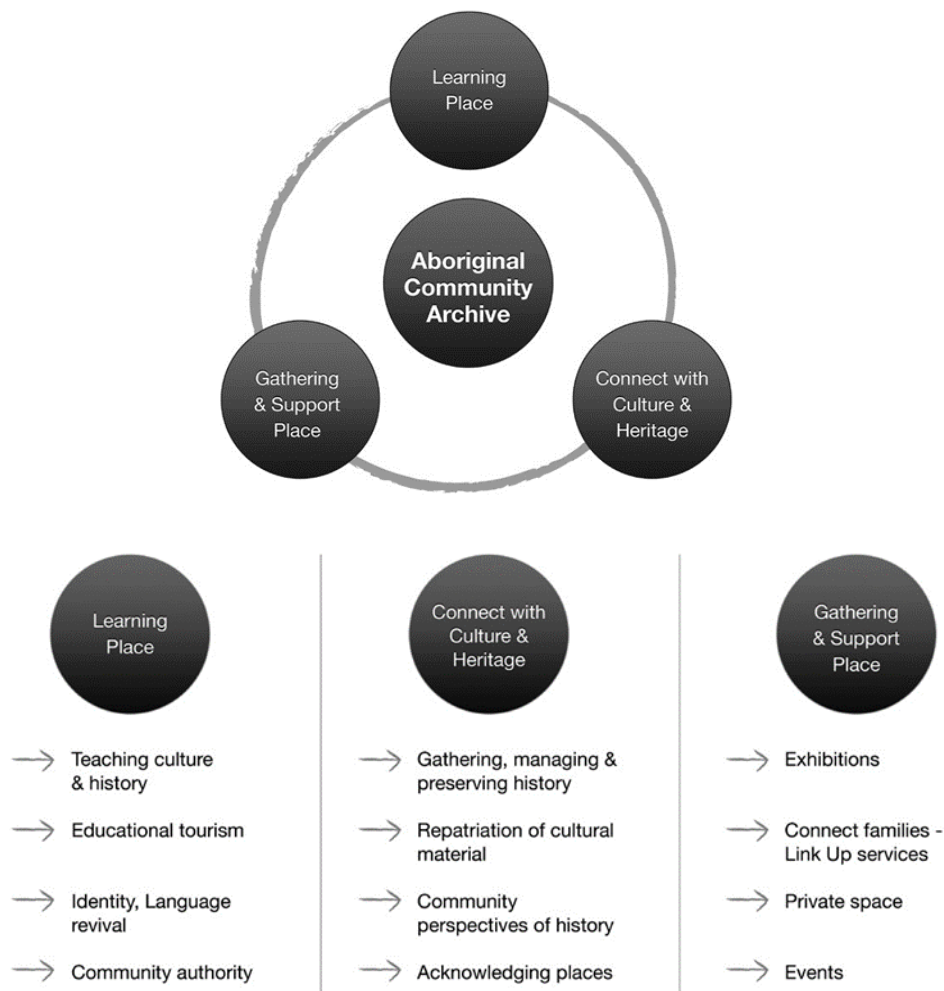 Learning
Place
Aboriginal
Community
Archive
Gathering
& Support
Place
Connect with
Culture &
Heritage
Learning
Place
Teaching culture
& history
Educational tourism
Identity, Language
revival
Community authority
Connect with
Culture &
Heritage
Gathering, managing &
preserving history
Repatriation of cultural
material
Community
perspectives of history
Acknowledging places
Gathering
& Support
Place
Exhibitions
Connect families -
Link Up services
Private space
Events